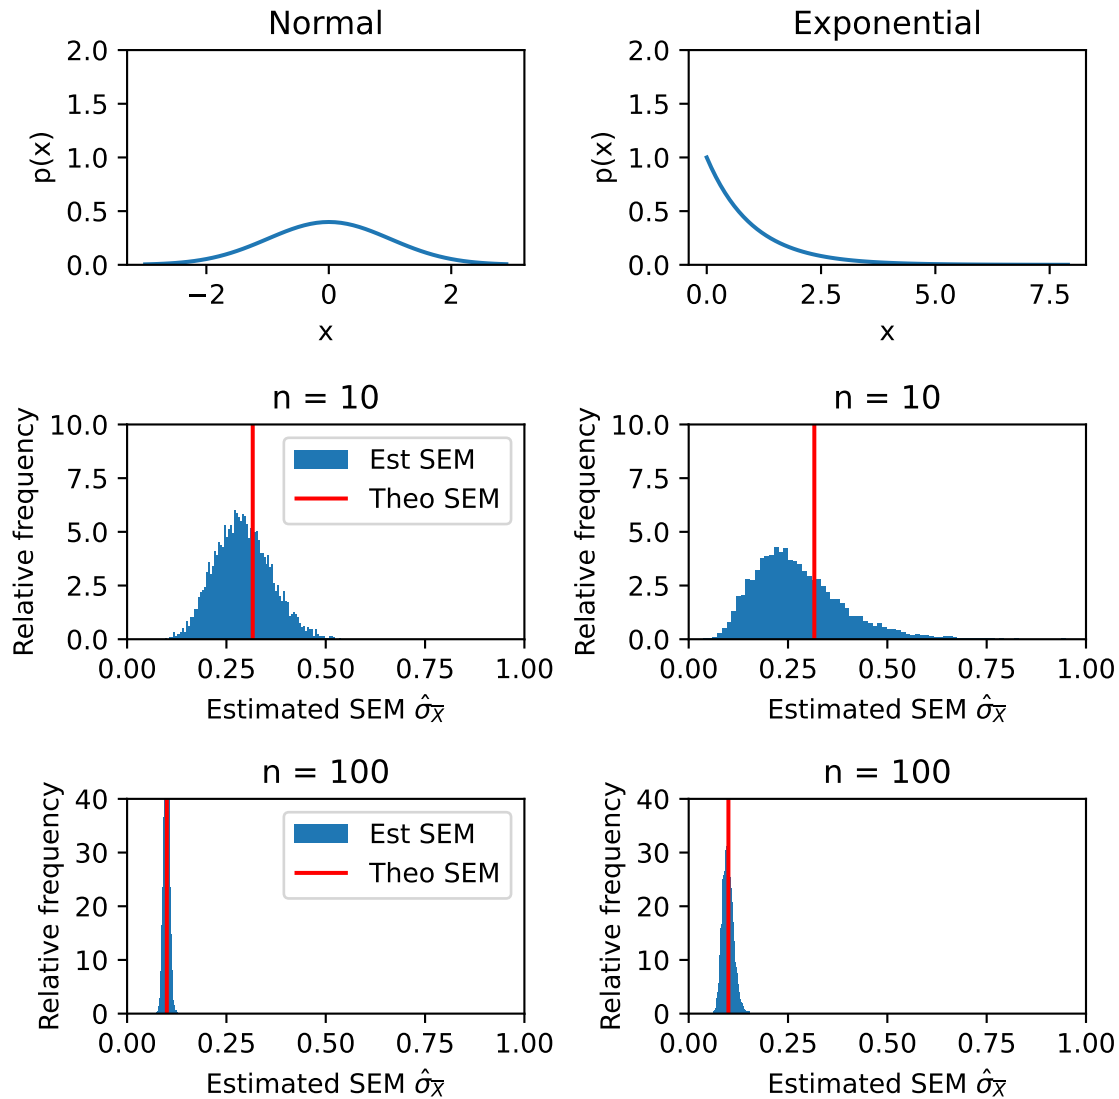 Normal
Exponential
2.0
1.5
1.0
0.5
0.0
p(x)
−2 0 2
x
2.0
1.5
1.0
0.5
0.0
p(x)
0.0 2.5 5.0 7.5
x
n = 10
10.0
7.5
5.0
2.5
0.0
Relative frequency
Est SEM
Theo SEM
0.00 0.25 0.50 0.75 1.00
Estimated SEM σ̂_X̅
n = 10
10.0
7.5
5.0
2.5
0.0
Relative frequency
0.00 0.25 0.50 0.75 1.00
Estimated SEM σ̂_X̅
n = 100
40
30
20
10
0
Relative frequency
Est SEM
Theo SEM
0.00 0.25 0.50 0.75 1.00
Estimated SEM σ̂_X̅
n = 100
40
30
20
10
0
Relative frequency
0.00 0.25 0.50 0.75 1.00
Estimated SEM σ̂_X̅